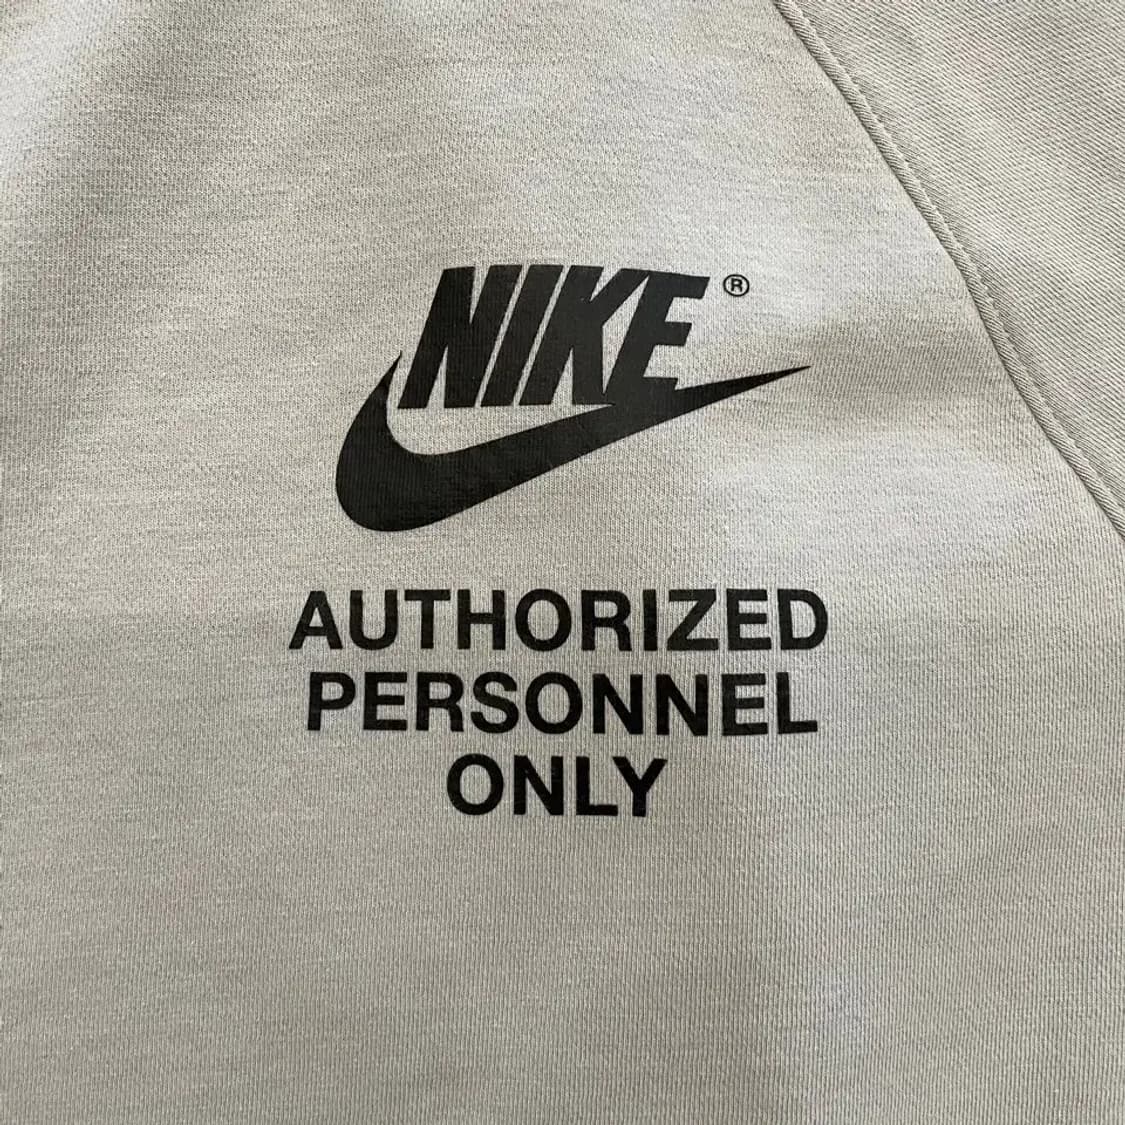 NIKE ®
AUTHORIZED
PERSONNEL
ONLY